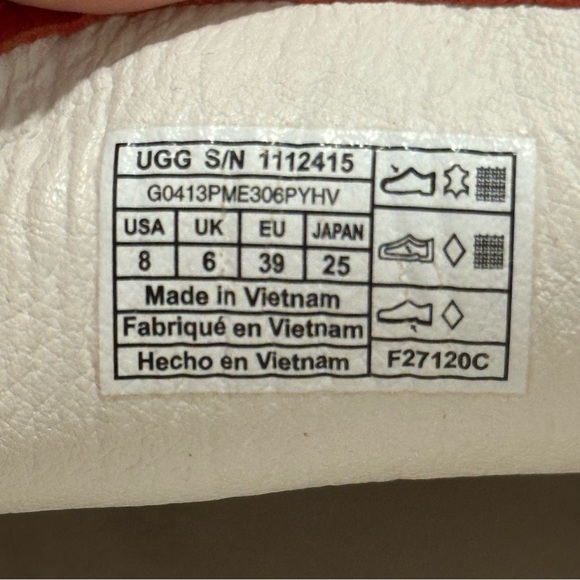 UGG S/N 1112415
G0413PME306PYHV
USA UK EU JAPAN
8 6 39 25
Made in Vietnam
Fabriqué en Vietnam
Hecho en Vietnam
F27120C